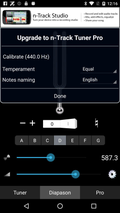 12:16
n-Track Studio
Upgrade to n-Track Tuner Pro
Calibrate (440.0 Hz)
Temperament
Equal
Notes naming
English
Done
0
A B C D E F G
587.3
Tuner
Diapason
Pro